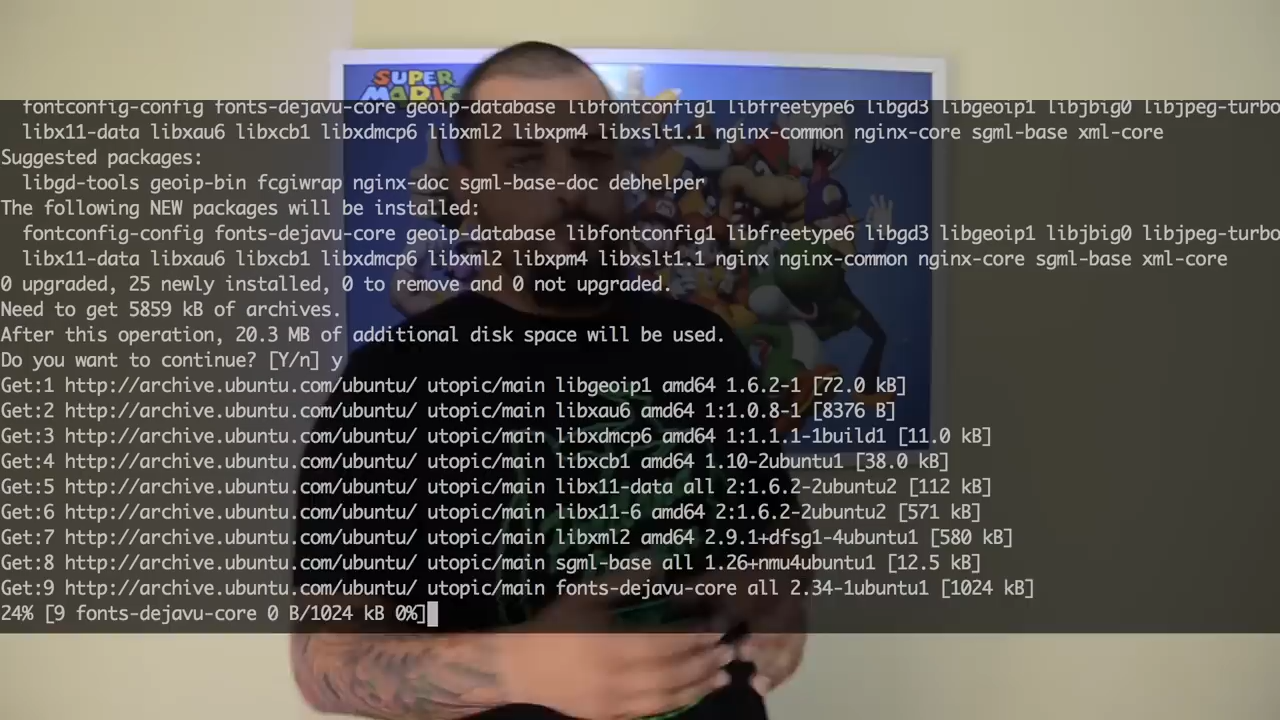 SUPER
MARIO
fontconfig-config fonts-dejavu-core geoip-database libfontconfig1 libfreetype6 libgd3 libgeoip1 libjbig0 libjpeg-turbo
libx11-data libxau6 libxcb1 libxdmcp6 libxml2 libxpm4 libxslt1.1 nginx-common nginx-core sgml-base xml-core
Suggested packages:
libgd-tools geoip-bin fcgiwrap nginx-doc sgml-base-doc debhelper
The following NEW packages will be installed:
fontconfig-config fonts-dejavu-core geoip-database libfontconfig1 libfreetype6 libgd3 libgeoip1 libjbig0 libjpeg-turbo
libx11-data libxau6 libxcb1 libxdmcp6 libxml2 libxpm4 libxslt1.1 nginx nginx-common nginx-core sgml-base xml-core
0 upgraded, 25 newly installed, 0 to remove and 0 not upgraded.
Need to get 5859 kB of archives.
After this operation, 20.3 MB of additional disk space will be used.
Do you want to continue? [Y/n] y
Get:1 http://archive.ubuntu.com/ubuntu/ utopic/main libgeoip1 amd64 1.6.2-1 [72.0 kB]
Get:2 http://archive.ubuntu.com/ubuntu/ utopic/main libxau6 amd64 1:1.0.8-1 [8376 B]
Get:3 http://archive.ubuntu.com/ubuntu/ utopic/main libxdmcp6 amd64 1:1.1.1-1build1 [11.0 kB]
Get:4 http://archive.ubuntu.com/ubuntu/ utopic/main libxcb1 amd64 1.10-2ubuntu1 [38.0 kB]
Get:5 http://archive.ubuntu.com/ubuntu/ utopic/main libx11-data all 2:1.6.2-2ubuntu2 [112 kB]
Get:6 http://archive.ubuntu.com/ubuntu/ utopic/main libx11-6 amd64 2:1.6.2-2ubuntu2 [571 kB]
Get:7 http://archive.ubuntu.com/ubuntu/ utopic/main libxml2 amd64 2.9.1+dfsg1-4ubuntu1 [580 kB]
Get:8 http://archive.ubuntu.com/ubuntu/ utopic/main sgml-base all 1.26+nmu4ubuntu1 [12.5 kB]
Get:9 http://archive.ubuntu.com/ubuntu/ utopic/main fonts-dejavu-core all 2.34-1ubuntu1 [1024 kB]
24% [9 fonts-dejavu-core 0 B/1024 kB 0%]